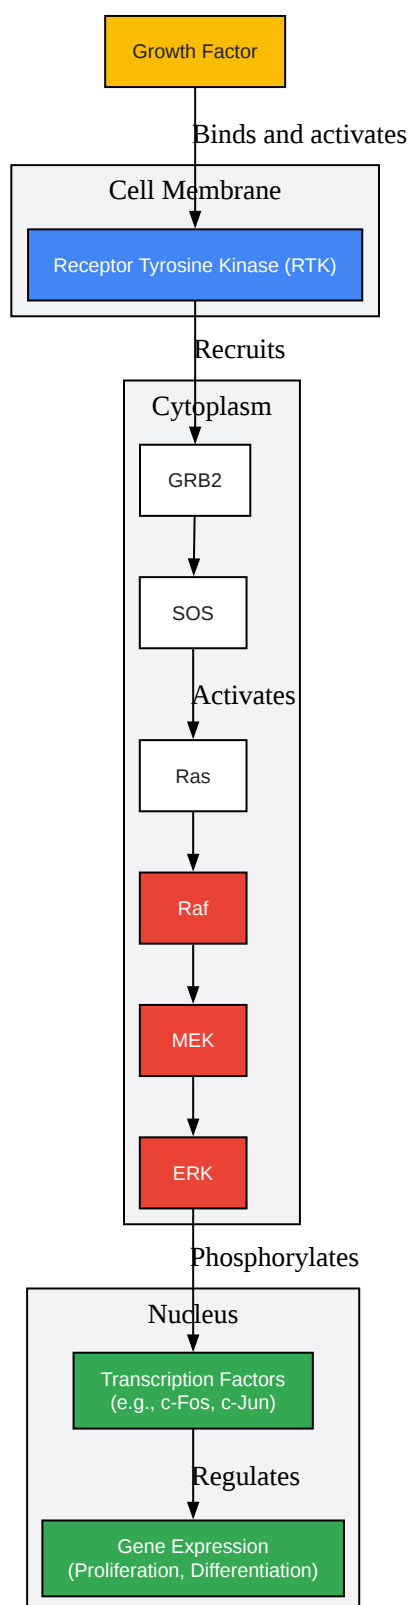 Growth Factor
Binds and activates
Cell Membrane
Receptor Tyrosine Kinase (RTK)
Recruits
Cytoplasm
GRB2
SOS
Activates
Ras
Raf
MEK
ERK
Phosphorylates
Nucleus
Transcription Factors
(e.g., c-Fos, c-Jun)
Regulates
Gene Expression
(Proliferation, Differentiation)